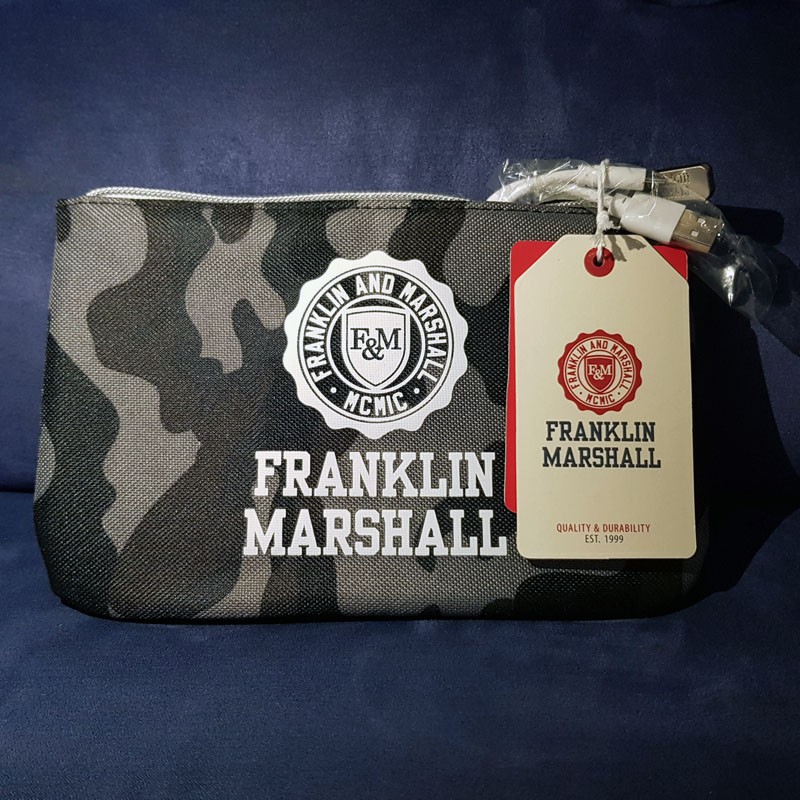 FRANKLIN AND MARSHALL
F&M
• MCMIC •
FRANKLIN
MARSHALL
FRANKLIN AND MARSHALL
F&M
• MCMIC •
FRANKLIN
MARSHALL
QUALITY & DURABILITY
EST. 1999